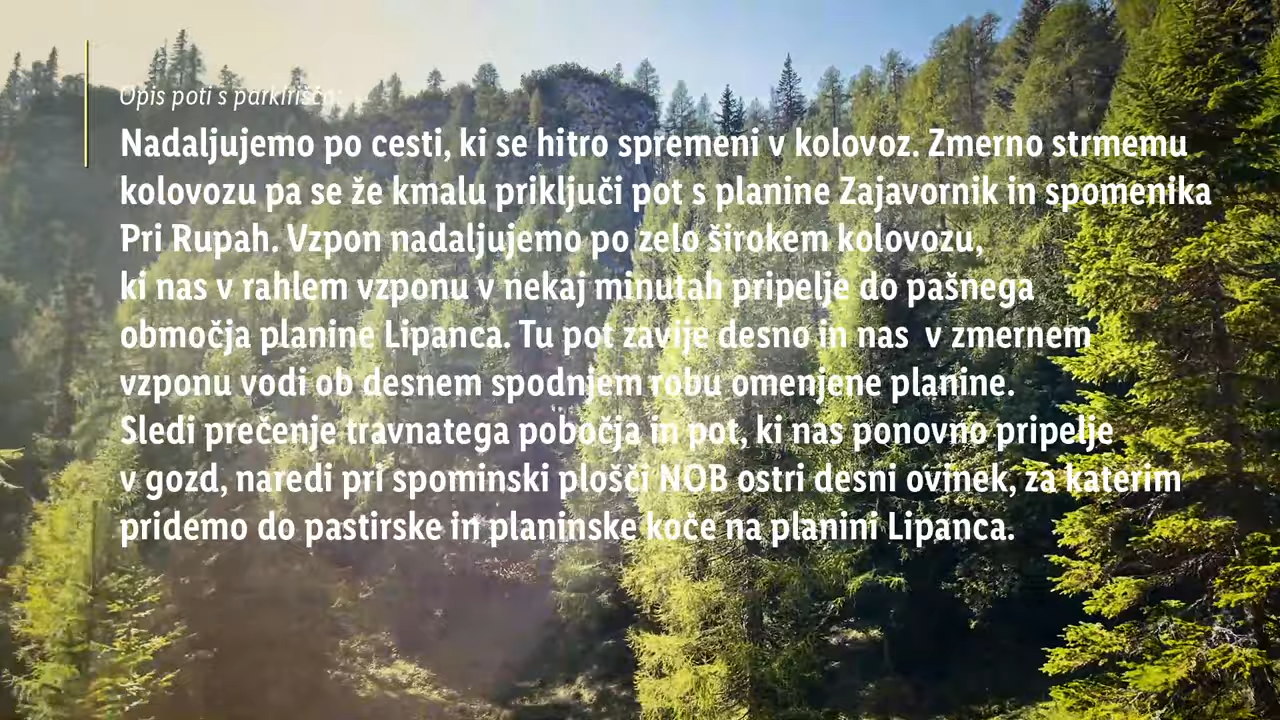 Opis poti s parkirišča:
Nadaljujemo po cesti, ki se hitro spremeni v kolovoz. Zmerno strmemu
kolovozu pa se že kmalu priključi pot s planine Zajavornik in spomenika
Pri Rupah. Vzpon nadaljujemo po zelo širokem kolovozu,
ki nas v rahlem vzponu v nekaj minutah pripelje do pašnega
območja planine Lipanca. Tu pot zavije desno in nas  v zmernem
vzponu vodi ob desnem spodnjem robu omenjene planine.
Sledi prečenje travnatega pobočja in pot, ki nas ponovno pripelje
v gozd, naredi pri spominski plošči NOB ostri desni ovinek, za katerim
pridemo do pastirske in planinske koče na planini Lipanca.